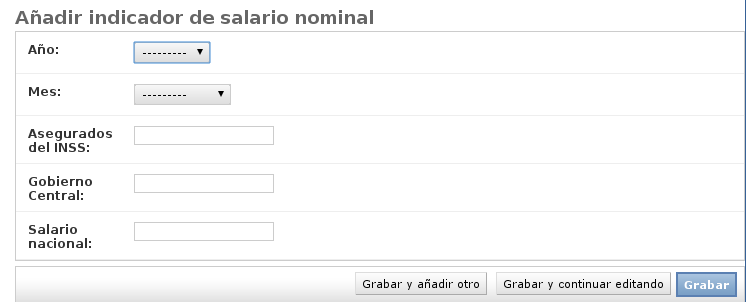 Añadir indicador de salario nominal
Año: ---------
Mes: ---------
Asegurados
del INSS:
Gobierno
Central:
Salario
nacional:
Grabar y añadir otro Grabar y continuar editando Grabar